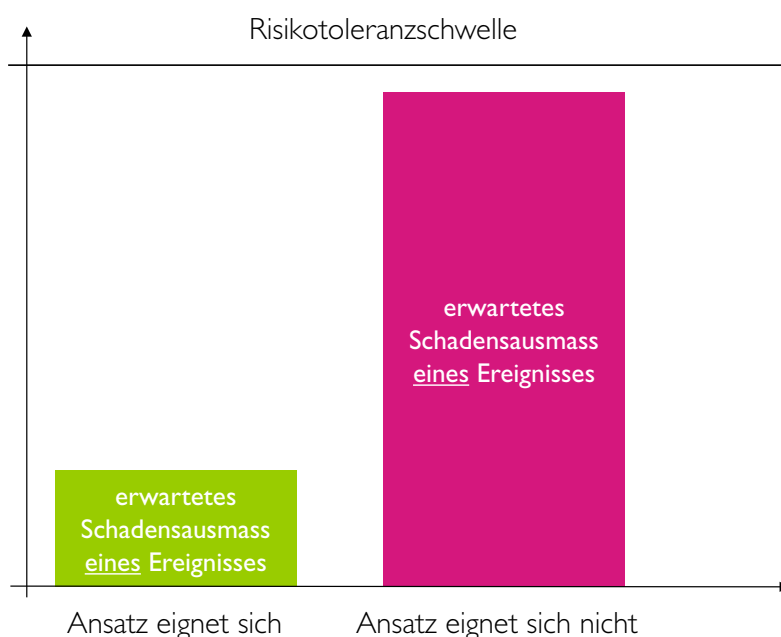 Risikotoleranzschwelle
erwartetes
Schadensausmass
eines Ereignisses
erwartetes
Schadensausmass
eines Ereignisses
Ansatz eignet sich
Ansatz eignet sich nicht